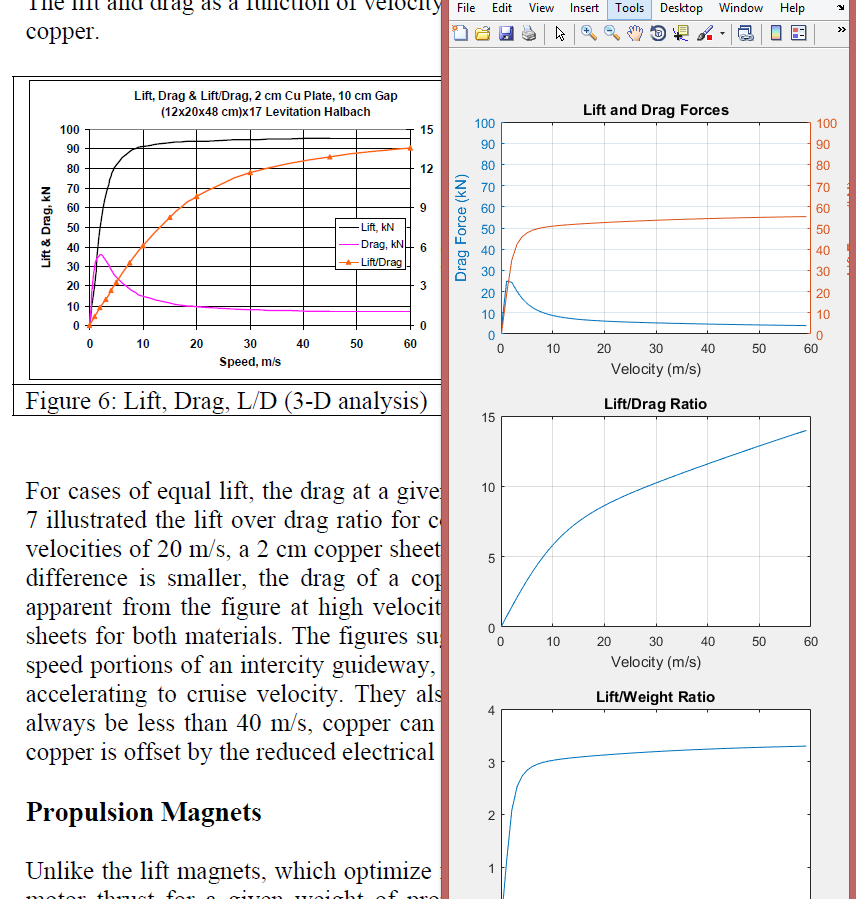 The lift and drag as a function of velocity
copper.
Lift, Drag & Lift/Drag, 2 cm Cu Plate, 10 cm Gap
(12x20x48 cm)x17 Levitation Halbach
Lift & Drag, kN
100
90
80
70
60
50
40
30
20
10
0
15
12
9
6
3
0
Lift, kN
Drag, kN
Lift/Drag
0 10 20 30 40 50 60
Speed, m/s
Figure 6: Lift, Drag, L/D (3-D analysis)
For cases of equal lift, the drag at a give
7 illustrated the lift over drag ratio for c
velocities of 20 m/s, a 2 cm copper sheet
difference is smaller, the drag of a cop
apparent from the figure at high velocit
sheets for both materials. The figures su
speed portions of an intercity guideway,
accelerating to cruise velocity. They als
always be less than 40 m/s, copper can
copper is offset by the reduced electrical
Propulsion Magnets
Unlike the lift magnets, which optimize
motor thrust for a given weight of pro
File Edit View Insert Tools Desktop Window Help
Lift and Drag Forces
Drag Force (kN)
100
90
80
70
60
50
40
30
20
10
0
100
90
80
70
60
50
40
30
20
10
0
0 10 20 30 40 50 60
Velocity (m/s)
Lift/Drag Ratio
15
10
5
0
0 10 20 30 40 50 60
Velocity (m/s)
Lift/Weight Ratio
4
3
2
1